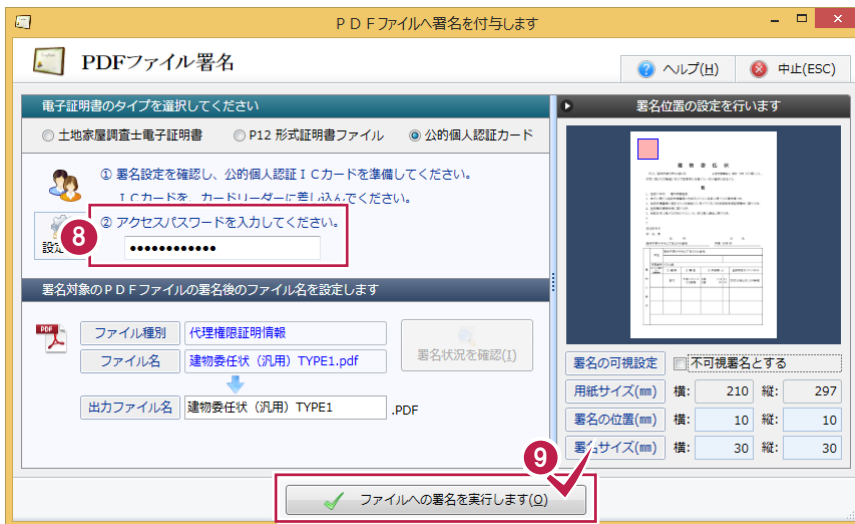 PDFファイルへ署名を付与します
PDFファイル署名
ヘルプ(H)
中止(ESC)
電子証明書のタイプを選択してください
土地家屋調査士電子証明書
P12 形式証明書ファイル
公的個人認証カード
① 署名設定を確認し、公的個人認証ICカードを準備してください。
ICカードを、カードリーダーに差し込んでください。
② アクセスパスワードを入力してください。
••••••••••••
8
署名対象のPDFファイルの署名後のファイル名を設定します
PDF
ファイル種別
代理権限証明情報
ファイル名
建物委任状（汎用）TYPE1.pdf
署名状況を確認(I)
出力ファイル名
建物委任状（汎用）TYPE1
.PDF
署名位置の設定を行います
署名の可視設定
不可視署名とする
用紙サイズ(㎜) 横: 210 縦: 297
署名の位置(㎜) 横: 10 縦: 10
署名サイズ(㎜) 横: 30 縦: 30
9
ファイルへの署名を実行します(O)